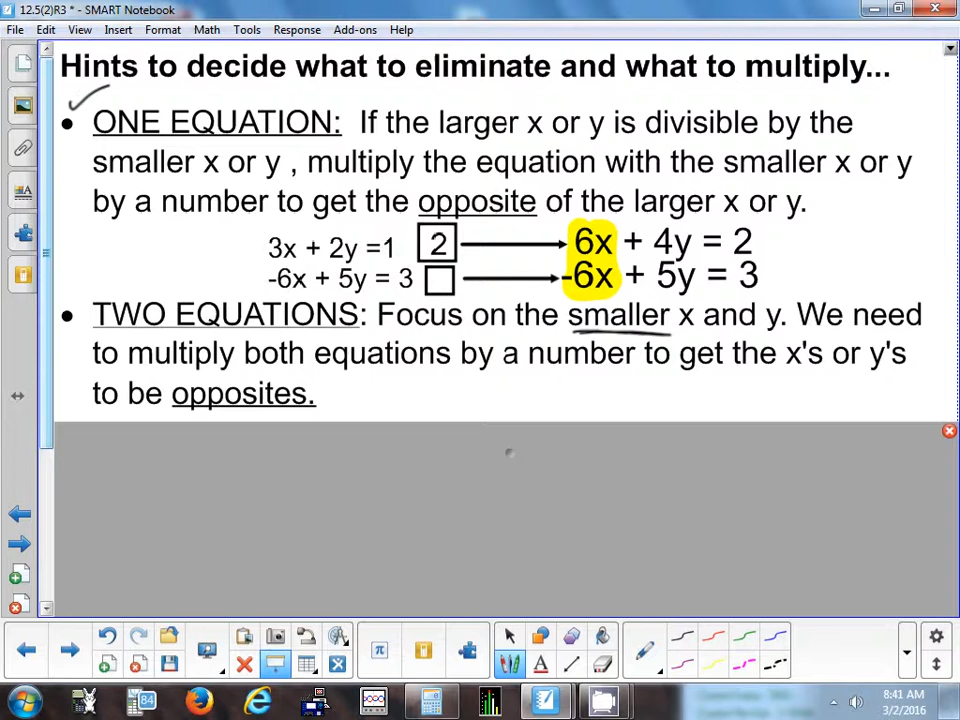 12.5(2)R3 * - SMART Notebook
File Edit View Insert Format Math Tools Response Add-ons Help
Hints to decide what to eliminate and what to multiply...
• ONE EQUATION: If the larger x or y is divisible by the
smaller x or y , multiply the equation with the smaller x or y
by a number to get the opposite of the larger x or y.
3x + 2y =1 2 6x + 4y = 2
-6x + 5y = 3 -6x + 5y = 3
• TWO EQUATIONS: Focus on the smaller x and y. We need
to multiply both equations by a number to get the x's or y's
to be opposites.
π
A
84
8:41 AM
3/2/2016